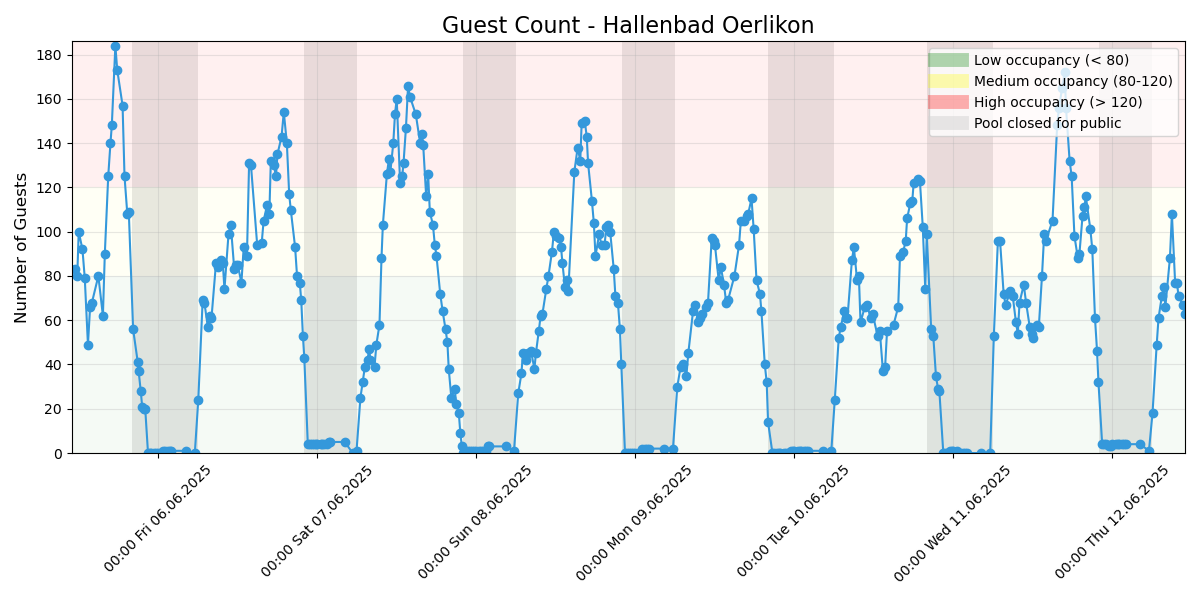 Guest Count - Hallenbad Oerlikon
Number of Guests
180
160
140
120
100
80
60
40
20
0
Low occupancy (< 80)
Medium occupancy (80-120)
High occupancy (> 120)
Pool closed for public
00:00 Fri 06.06.2025
00:00 Sat 07.06.2025
00:00 Sun 08.06.2025
00:00 Mon 09.06.2025
00:00 Tue 10.06.2025
00:00 Wed 11.06.2025
00:00 Thu 12.06.2025